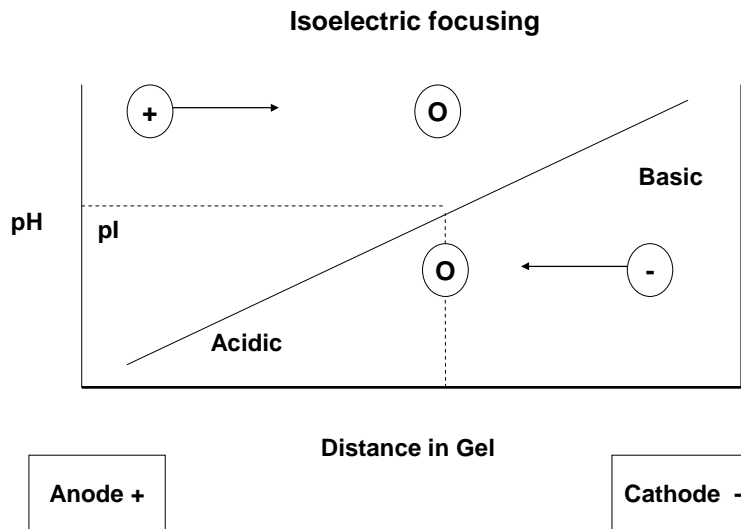 Isoelectric focusing
+
O
Basic
pH
pI
O
-
Acidic
Distance in Gel
Anode +
Cathode -